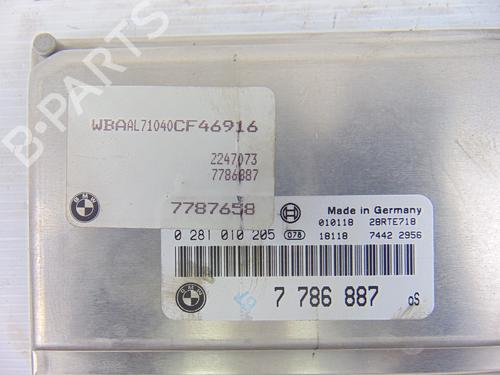 WBAAL71040CF46916
2247073
7786887
7787658
BMW
Made in Germany
010118 28RTE718
0 281 010 205 078 18118 7442 2956
7 786 887 oS
B-PARTS